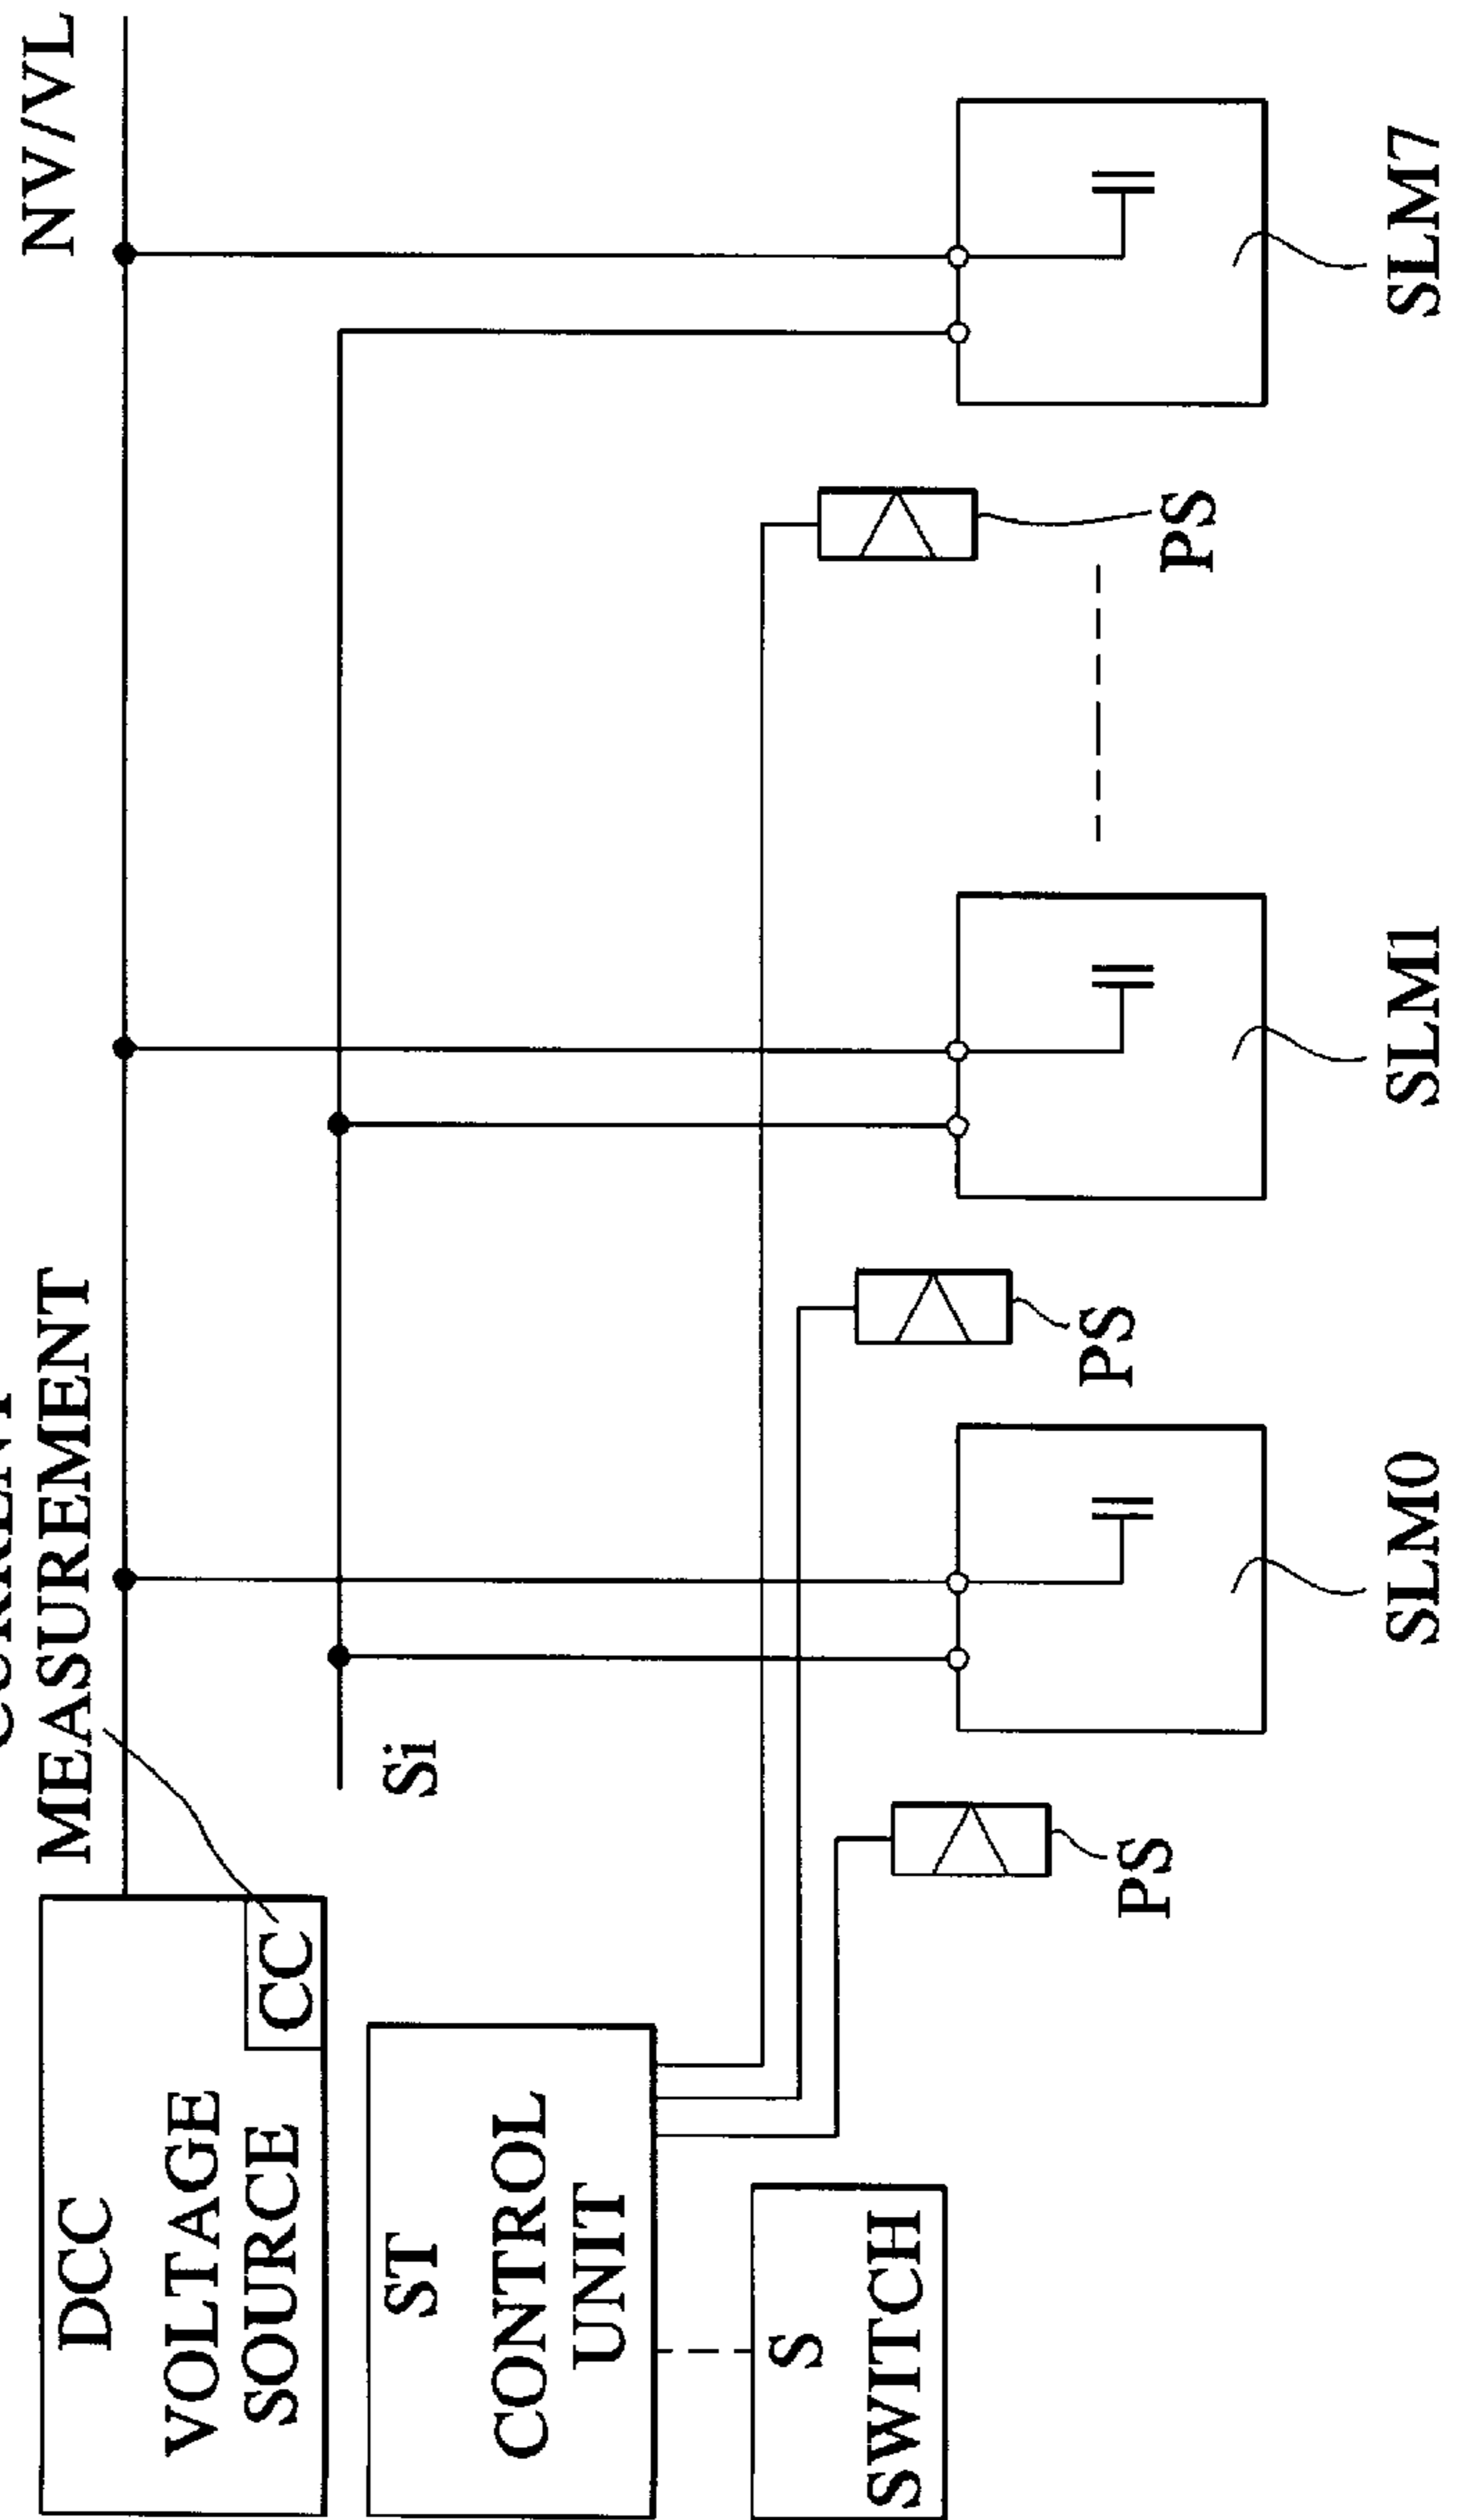 MEASUREMENT
NV/VL
DCC
VOLTAGE
SOURCE
CC
Si
ST
CONTROL
UNIT
S
SWITCH
PS
PS
PS
SLM0
SLM1
SLM7